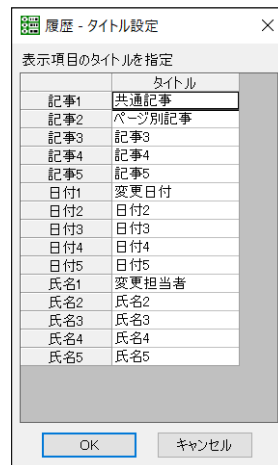 履歴 - タイトル設定
表示項目のタイトルを指定
タイトル
記事1 共通記事
記事2 ページ別記事
記事3 記事3
記事4 記事4
記事5 記事5
日付1 変更日付
日付2 日付2
日付3 日付3
日付4 日付4
日付5 日付5
氏名1 変更担当者
氏名2 氏名2
氏名3 氏名3
氏名4 氏名4
氏名5 氏名5
OK キャンセル